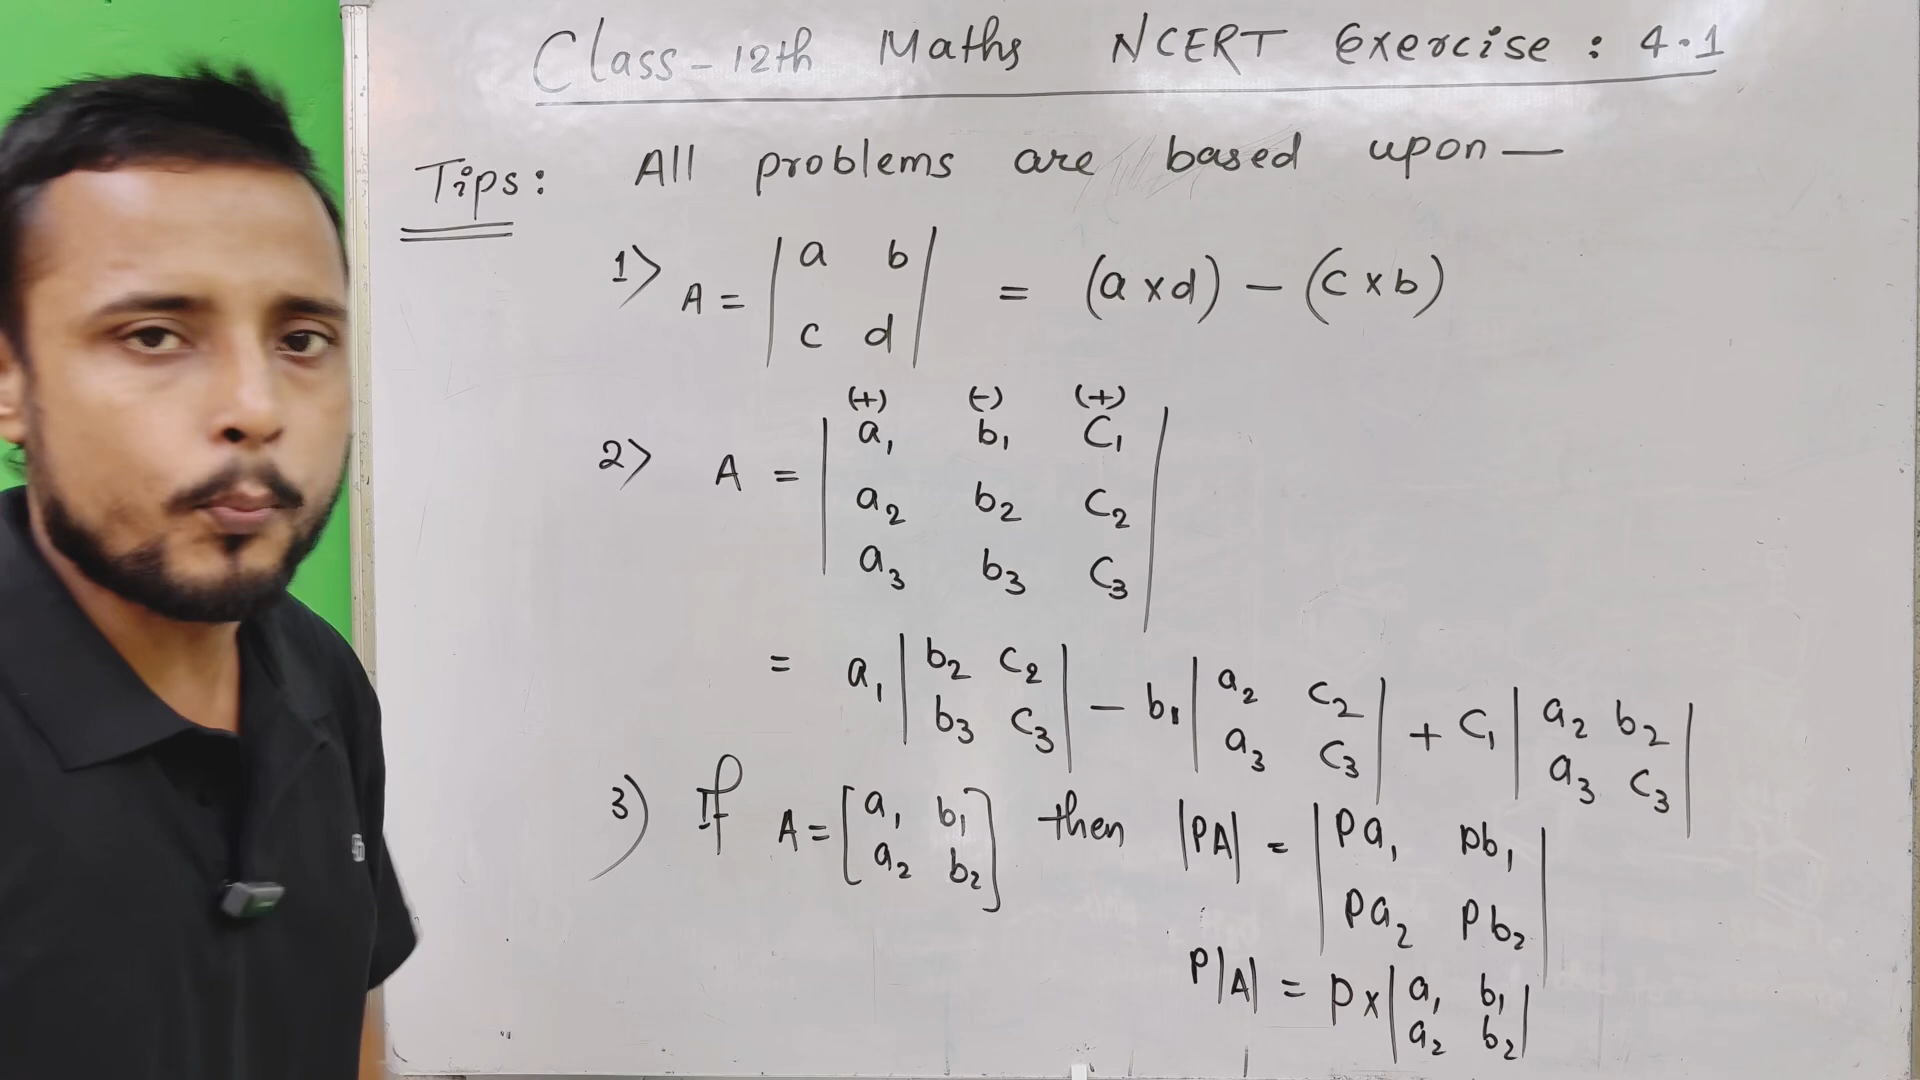 Class-12th Maths NCERT Exercise : 4.1
Tips: All problems are based upon —
1> A = | a b | = (a x d) - (c x b)
| c d |
(+) (-) (+)
2> A = | a₁ b₁ C₁ |
| a₂ b₂ C₂ |
| a₃ b₃ C₃ |
= a₁ | b₂ c₂ | - b₁ | a₂ c₂ | + C₁ | a₂ b₂ |
| b₃ c₃ | | a₃ c₃ | | a₃ c₃ |
3) If A = [ a₁ b₁ ] then |PA| = | Pa₁ Pb₁ |
[ a₂ b₂ ] | Pa₂ Pb₂ |
P|A| = P x | a₁ b₁ |
| a₂ b₂ |